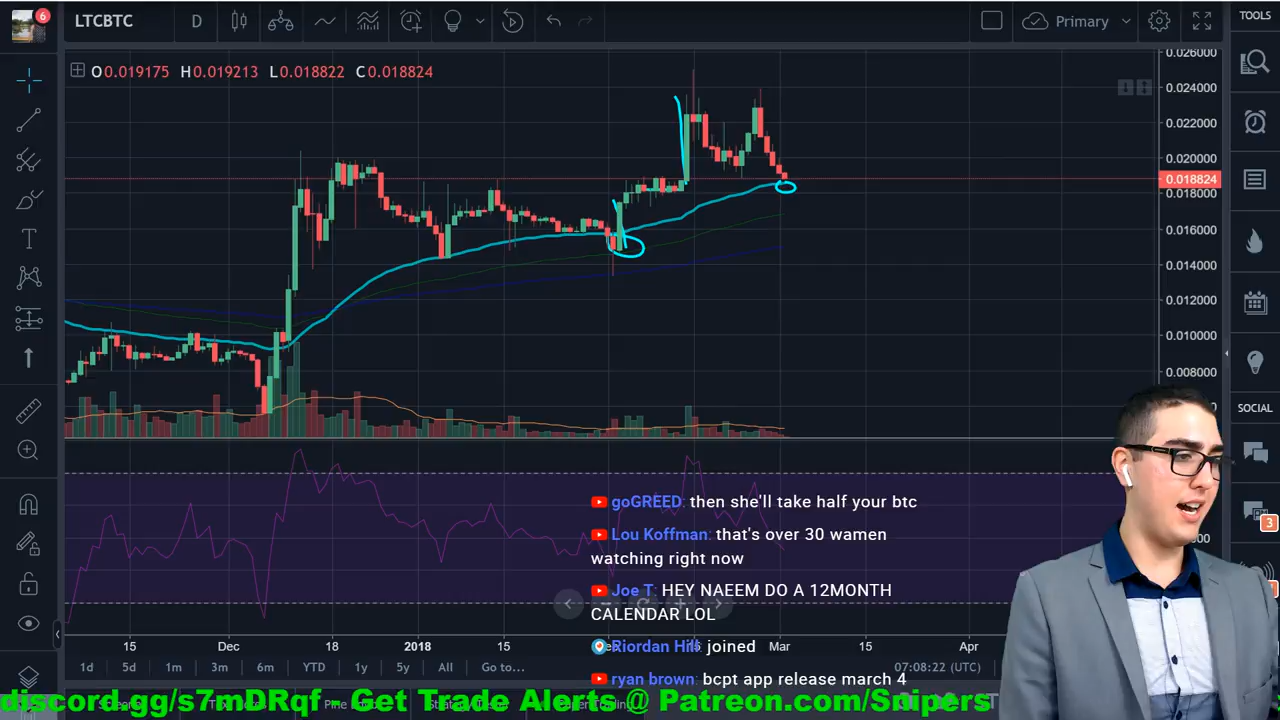 6
LTCBTC
D
Primary
TOOLS
O0.019175 H0.019213 L0.018822 C0.018824
0.026000
0.024000
0.022000
0.020000
0.018824
0.018000
0.016000
0.014000
0.012000
0.010000
0.008000
SOCIAL
3
goGREED: then she'll take half your btc
Lou Koffman: that's over 30 wamen
watching right now
Joe T: HEY NAEEM DO A 12MONTH
CALENDAR LOL
Riordan Hill joined
ryan brown: bcpt app release march 4
15
Dec
18
2018
15
Mar
15
Apr
1d 5d 1m 3m 6m YTD 1y 5y All Go to...
07:08:22 (UTC)
discord.gg/s7mDRqf - Get Trade Alerts @ Patreon.com/Snipers